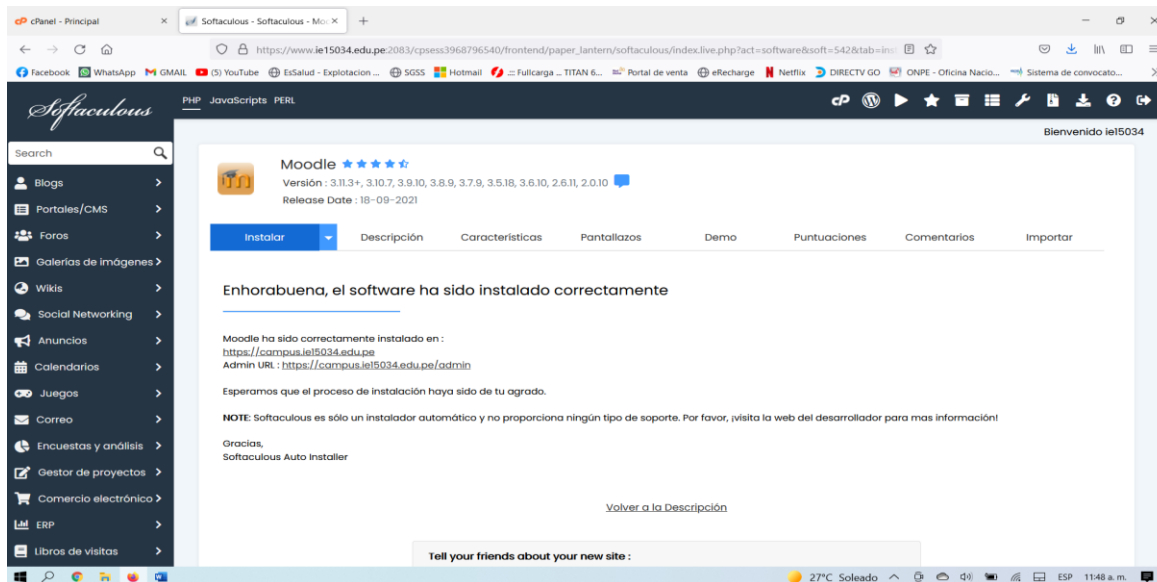 cPanel - Principal
Softaculous - Softaculous - Moc
https://www.ie15034.edu.pe:2083/cpsess3968796540/frontend/paper_lantern/softaculous/index.live.php?act=software&soft=542&tab=ins
Facebook WhatsApp GMAIL (5) YouTube EsSalud - Explotacion ... SGSS Hotmail .:: Fullcarga ... TITAN 6... Portal de venta eRecharge Netflix DIRECTV GO ONPE - Oficina Nacio... Sistema de convocato...
Softaculous
PHP JavaScripts PERL
Bienvenido ie15034
Search
Blogs
Portales/CMS
Foros
Galerías de imágenes
Wikis
Social Networking
Anuncios
Calendarios
Juegos
Correo
Encuestas y análisis
Gestor de proyectos
Comercio electrónico
ERP
Libros de visitas
Moodle
Versión : 3.11.3+, 3.10.7, 3.9.10, 3.8.9, 3.7.9, 3.5.18, 3.6.10, 2.6.11, 2.0.10
Release Date : 18-09-2021
Instalar Descripción Características Pantallazos Demo Puntuaciones Comentarios Importar
Enhorabuena, el software ha sido instalado correctamente
Moodle ha sido correctamente instalado en :
https://campus.ie15034.edu.pe
Admin URL : https://campus.ie15034.edu.pe/admin
Esperamos que el proceso de instalación haya sido de tu agrado.
NOTE: Softaculous es sólo un instalador automático y no proporciona ningún tipo de soporte. Por favor, ¡visita la web del desarrollador para mas información!
Gracias,
Softaculous Auto Installer
Volver a la Descripción
Tell your friends about your new site :
27°C Soleado ESP 11:48 a. m.